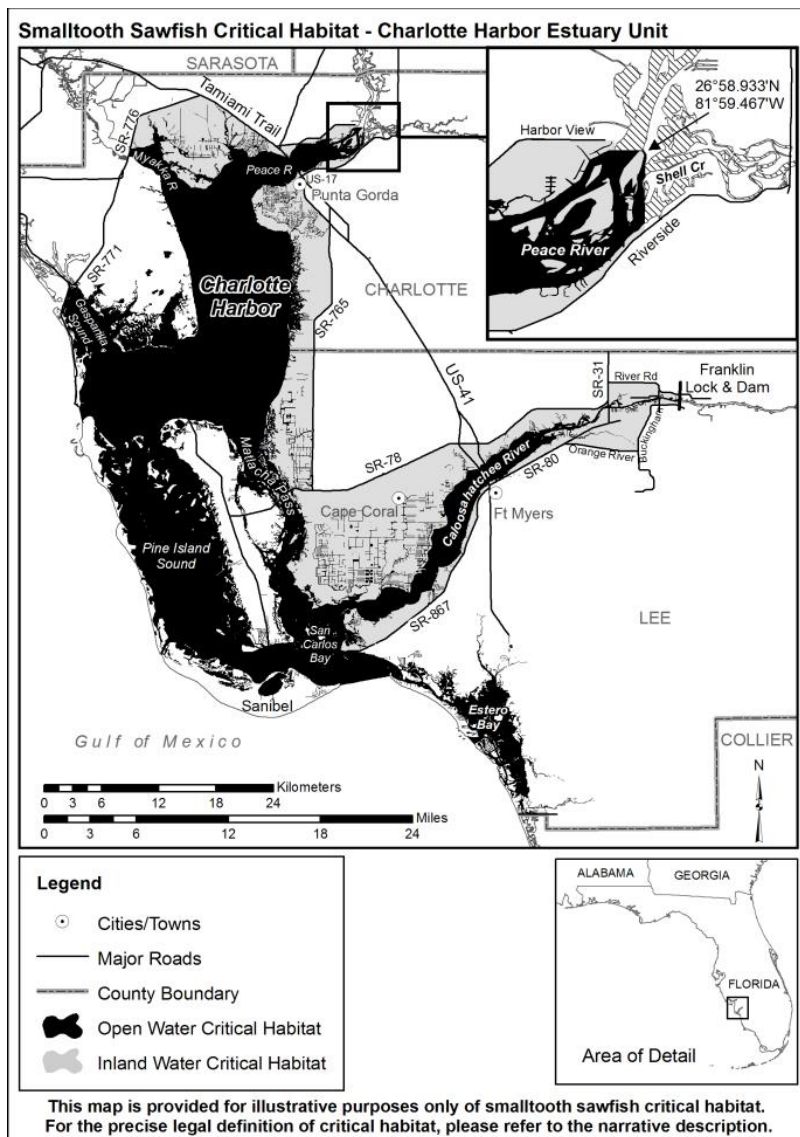 Smalltooth Sawfish Critical Habitat - Charlotte Harbor Estuary Unit
SARASOTA
Tamiami Trail
SR-776
Myakka R
Peace R
US-17
Punta Gorda
26°58.933'N
81°59.467'W
Harbor View
Shell Cr
Peace River
Riverside
SR-771
Gasparilla
Sound
Charlotte
Harbor
CHARLOTTE
SR-765
US-41
SR-31
River Rd
Franklin
Lock & Dam
Buckingham
Orange River
SR-80
SR-78
Matlacha Pass
Caloosahatchee River
Cape Coral
Ft Myers
Pine Island
Sound
SR-867
San
Carlos
Bay
LEE
Sanibel
Estero
Bay
Gulf of Mexico
COLLIER
N
Kilometers
0 3 6 12 18 24
Miles
0 3 6 12 18 24
Legend
Cities/Towns
Major Roads
County Boundary
Open Water Critical Habitat
Inland Water Critical Habitat
ALABAMA
GEORGIA
FLORIDA
Area of Detail
This map is provided for illustrative purposes only of smalltooth sawfish critical habitat.
For the precise legal definition of critical habitat, please refer to the narrative description.